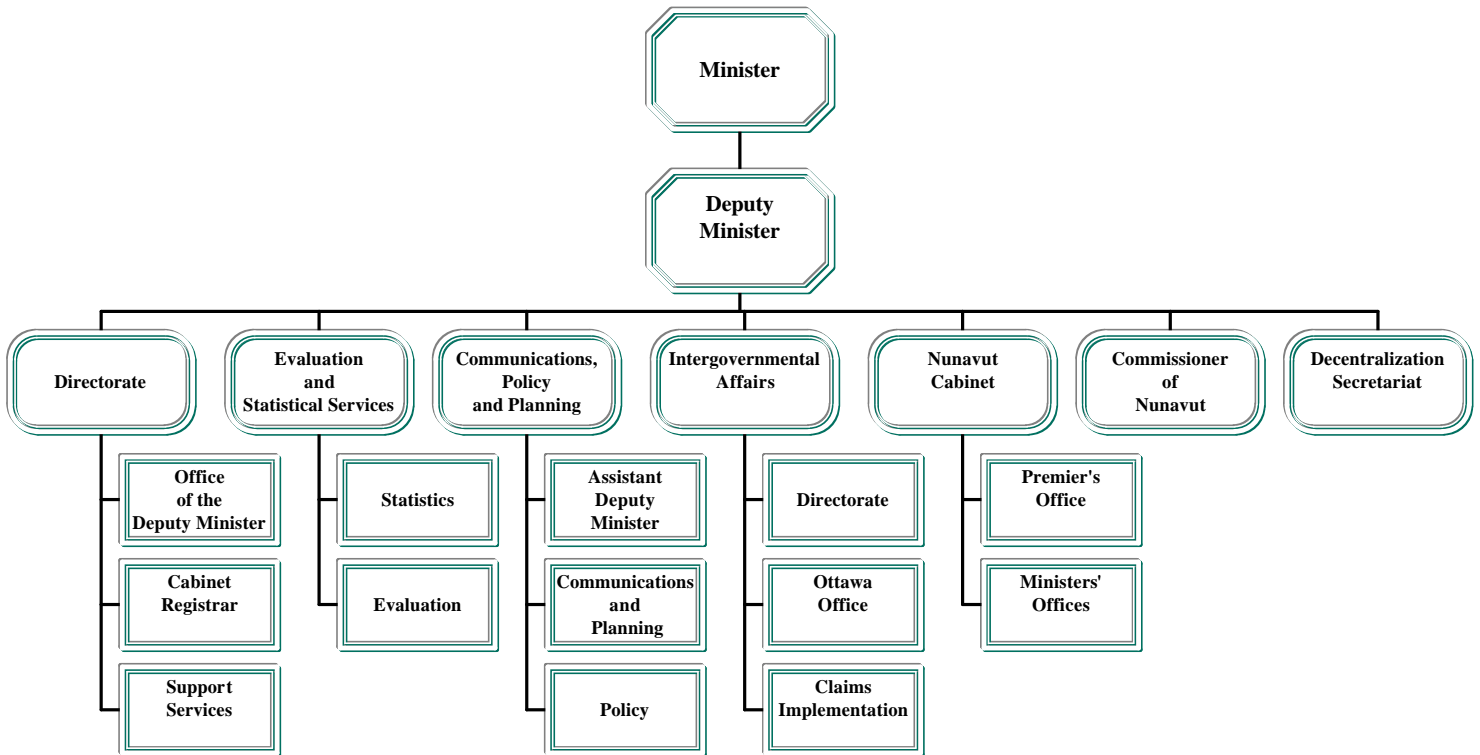 Minister
Deputy
Minister
Directorate
Evaluation
and
Statistical Services
Communications,
Policy
and Planning
Intergovernmental
Affairs
Nunavut
Cabinet
Commissioner
of
Nunavut
Decentralization
Secretariat
Office
of the
Deputy Minister
Statistics
Assistant
Deputy
Minister
Directorate
Premier's
Office
Cabinet
Registrar
Evaluation
Communications
and
Planning
Ottawa
Office
Ministers'
Offices
Support
Services
Policy
Claims
Implementation